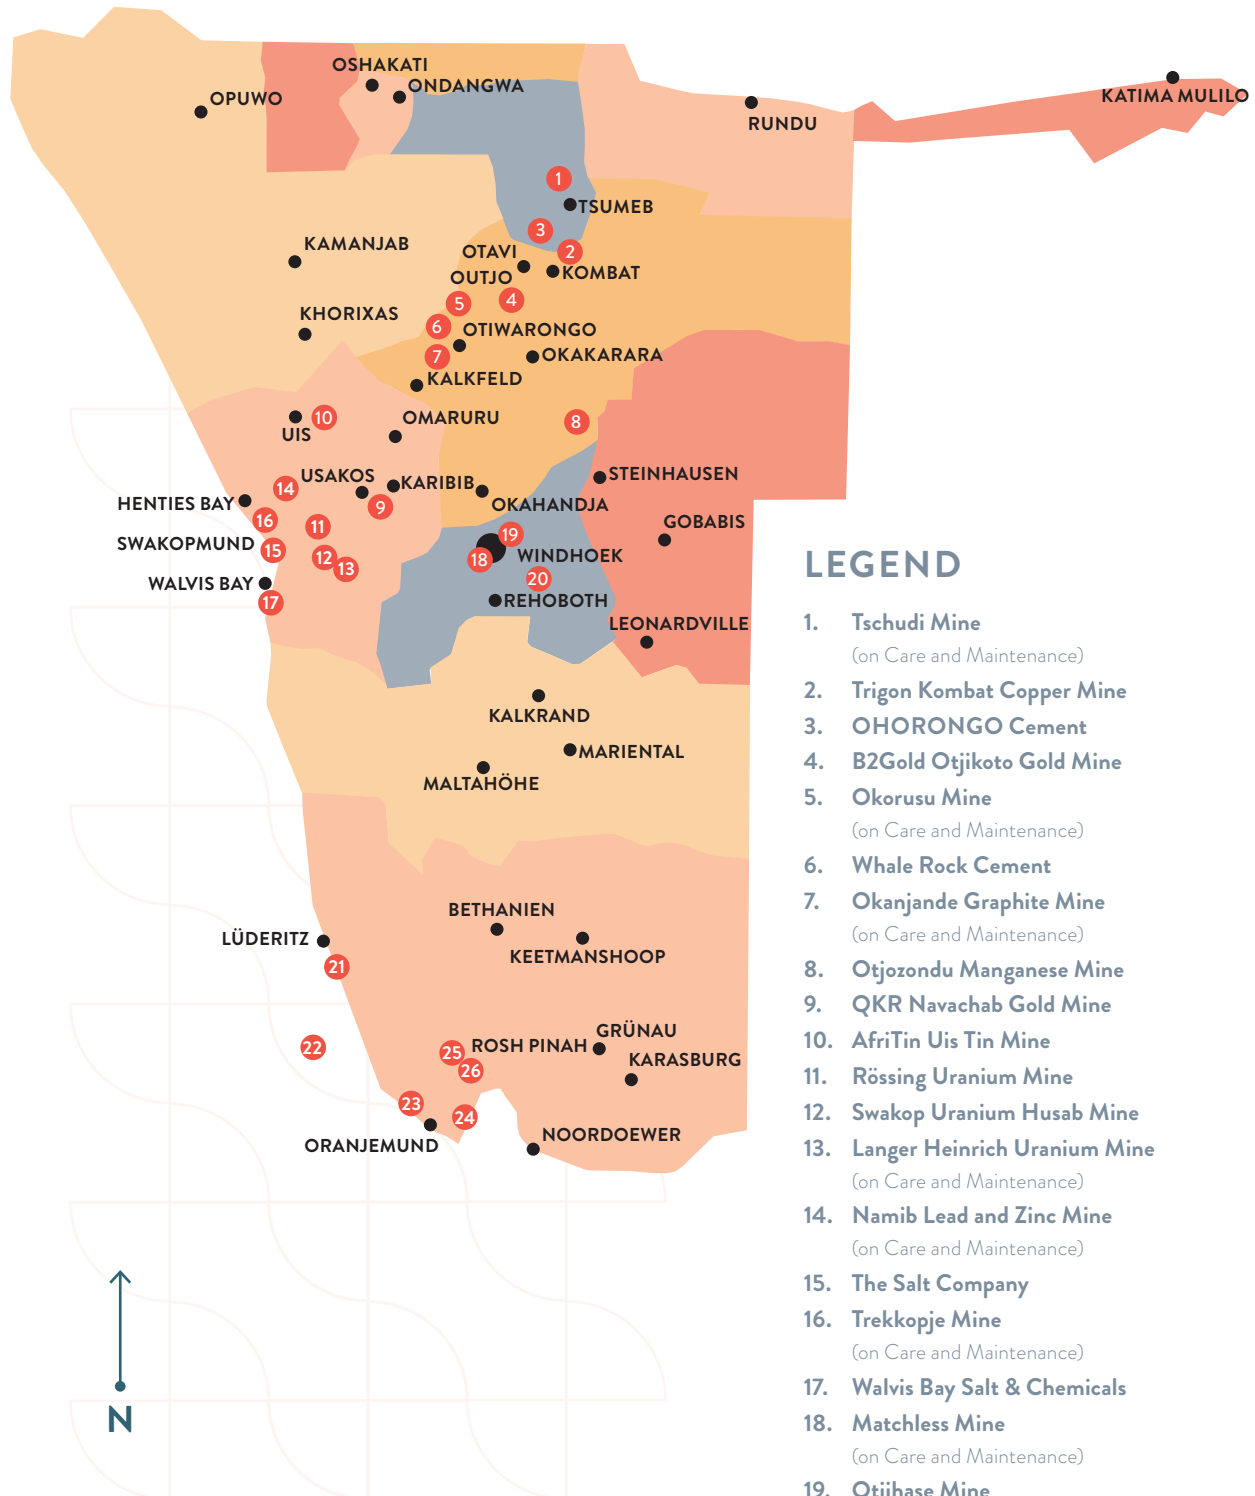 OSHAKATI
ONDANGWA
OPUWO
KATIMA MULILO
RUNDU
1
TSUMEB
3
KAMANJAB
OTAVI
2
KOMBAT
OUTJO
5
4
KHORIXAS
6
OTIWARONGO
7
OKAKARARA
KALKFELD
10
OMARURU
8
UIS
USAKOS
STEINHAUSEN
14
KARIBIB
HENTIES BAY
9
OKAHANDJA
16
11
GOBABIS
19
SWAKOPMUND
15
12
18
WINDHOEK
13
WALVIS BAY
20
17
REHOBOTH
LEONARDVILLE
KALKRAND
MARIENTAL
MALTAHÖHE
BETHANIEN
LÜDERITZ
KEETMANSHOOP
21
GRÜNAU
22
25
ROSH PINAH
KARASBURG
26
23
24
ORANJEMUND
NOORDOEWER
N
LEGEND
1. Tschudi Mine
(on Care and Maintenance)
2. Trigon Kombat Copper Mine
3. OHORONGO Cement
4. B2Gold Otjikoto Gold Mine
5. Okorusu Mine
(on Care and Maintenance)
6. Whale Rock Cement
7. Okanjande Graphite Mine
(on Care and Maintenance)
8. Otjozondu Manganese Mine
9. QKR Navachab Gold Mine
10. AfriTin Uis Tin Mine
11. Rössing Uranium Mine
12. Swakop Uranium Husab Mine
13. Langer Heinrich Uranium Mine
(on Care and Maintenance)
14. Namib Lead and Zinc Mine
(on Care and Maintenance)
15. The Salt Company
16. Trekkopje Mine
(on Care and Maintenance)
17. Walvis Bay Salt & Chemicals
18. Matchless Mine
(on Care and Maintenance)
19. Otjihase Mine